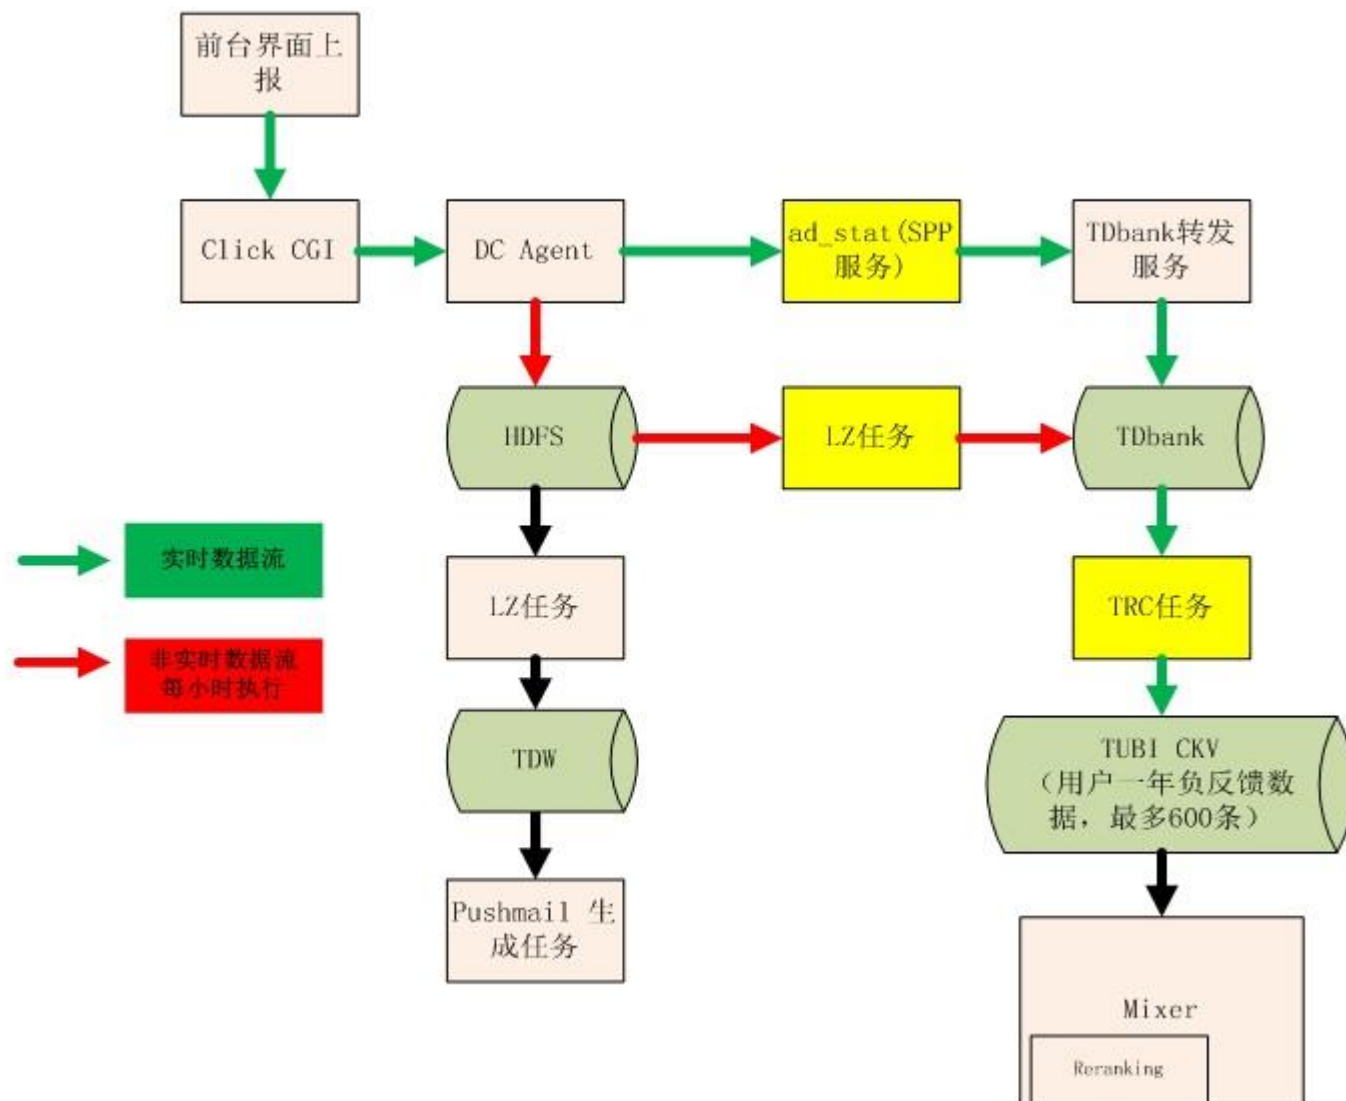 前台界面上
报
Click CGI
DC Agent
ad_stat(SPP
服务)
TDbank转发
服务
HDFS
LZ任务
TDbank
实时数据流
非实时数据流
每小时执行
LZ任务
TRC任务
TDW
TUBI CKV
（用户一年负反馈数
据，最多600条）
Pushmail 生
成任务
Mixer
Reranking